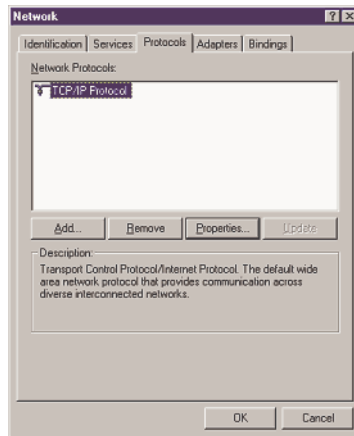 Network
Identification Services Protocols Adapters Bindings
Network Protocols:
TCP/IP Protocol
Add... Remove Properties... Update
Description:
Transport Control Protocol/Internet Protocol. The default wide
area network protocol that provides communication across
diverse interconnected networks.
OK Cancel